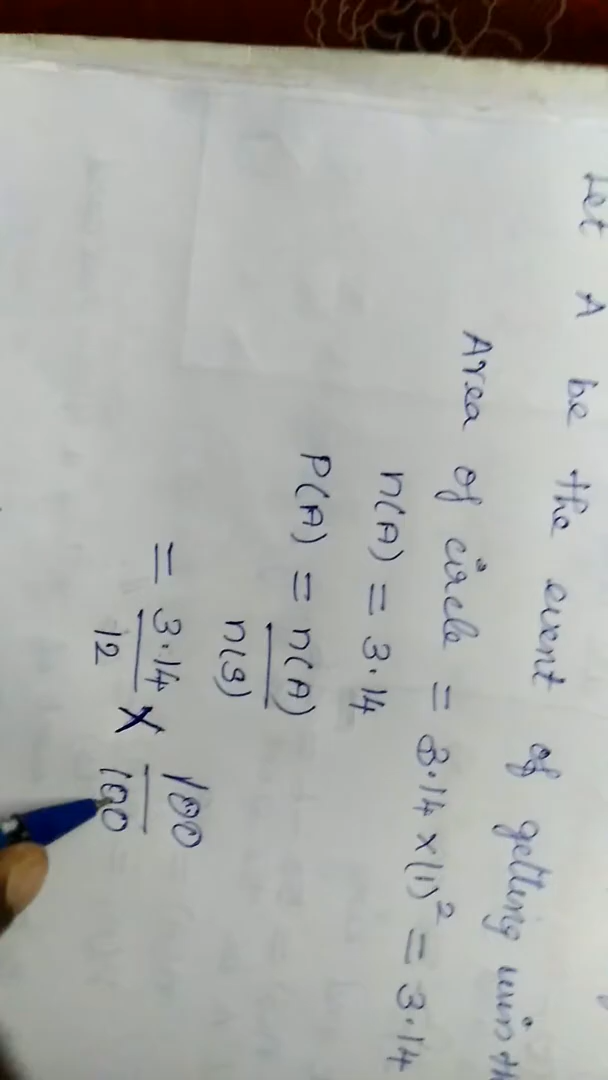 Let A be the event of getting win
Area of circle = 3.14 × (1)² = 3.14
n(A) = 3.14
P(A) = n(A)/n(S)
= 3.14/12 × 100/100